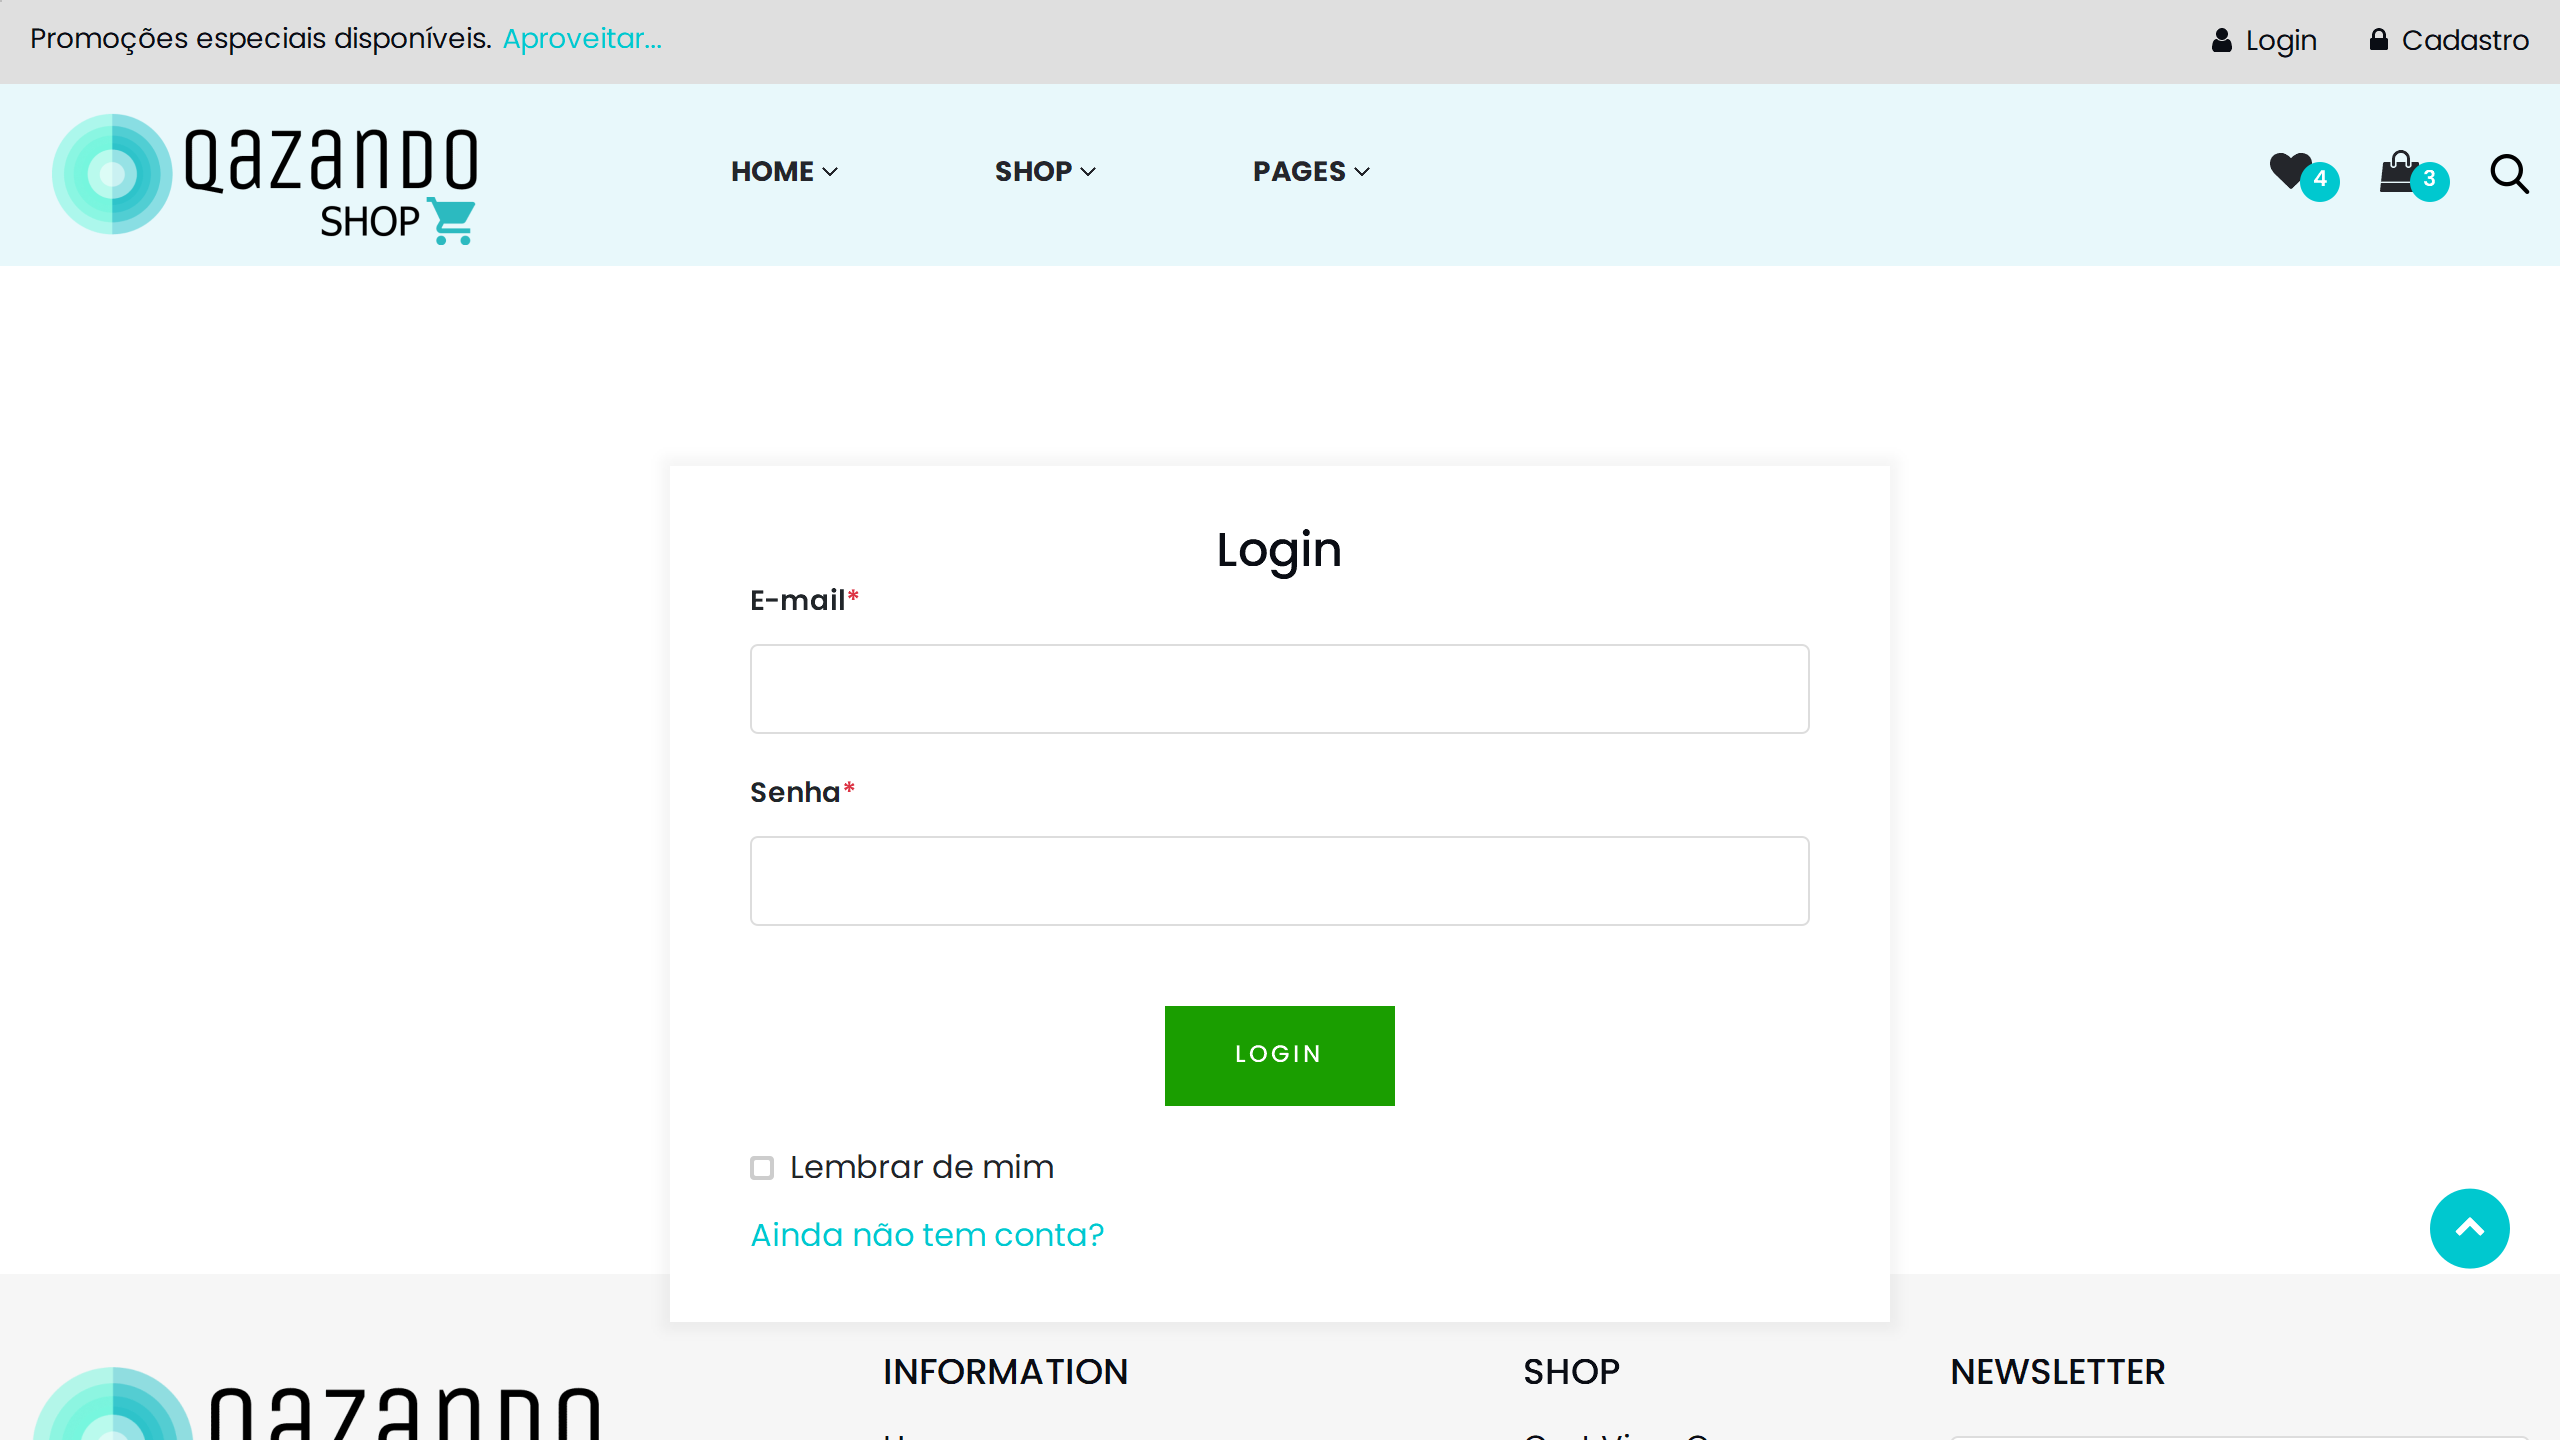 Promoções especiais disponíveis. Aproveitar...
Login
Cadastro
Qazando
SHOP
HOME
SHOP
PAGES
4
3
Login
E-mail*
Senha*
LOGIN
Lembrar de mim
Ainda não tem conta?
Qazando
INFORMATION
SHOP
NEWSLETTER